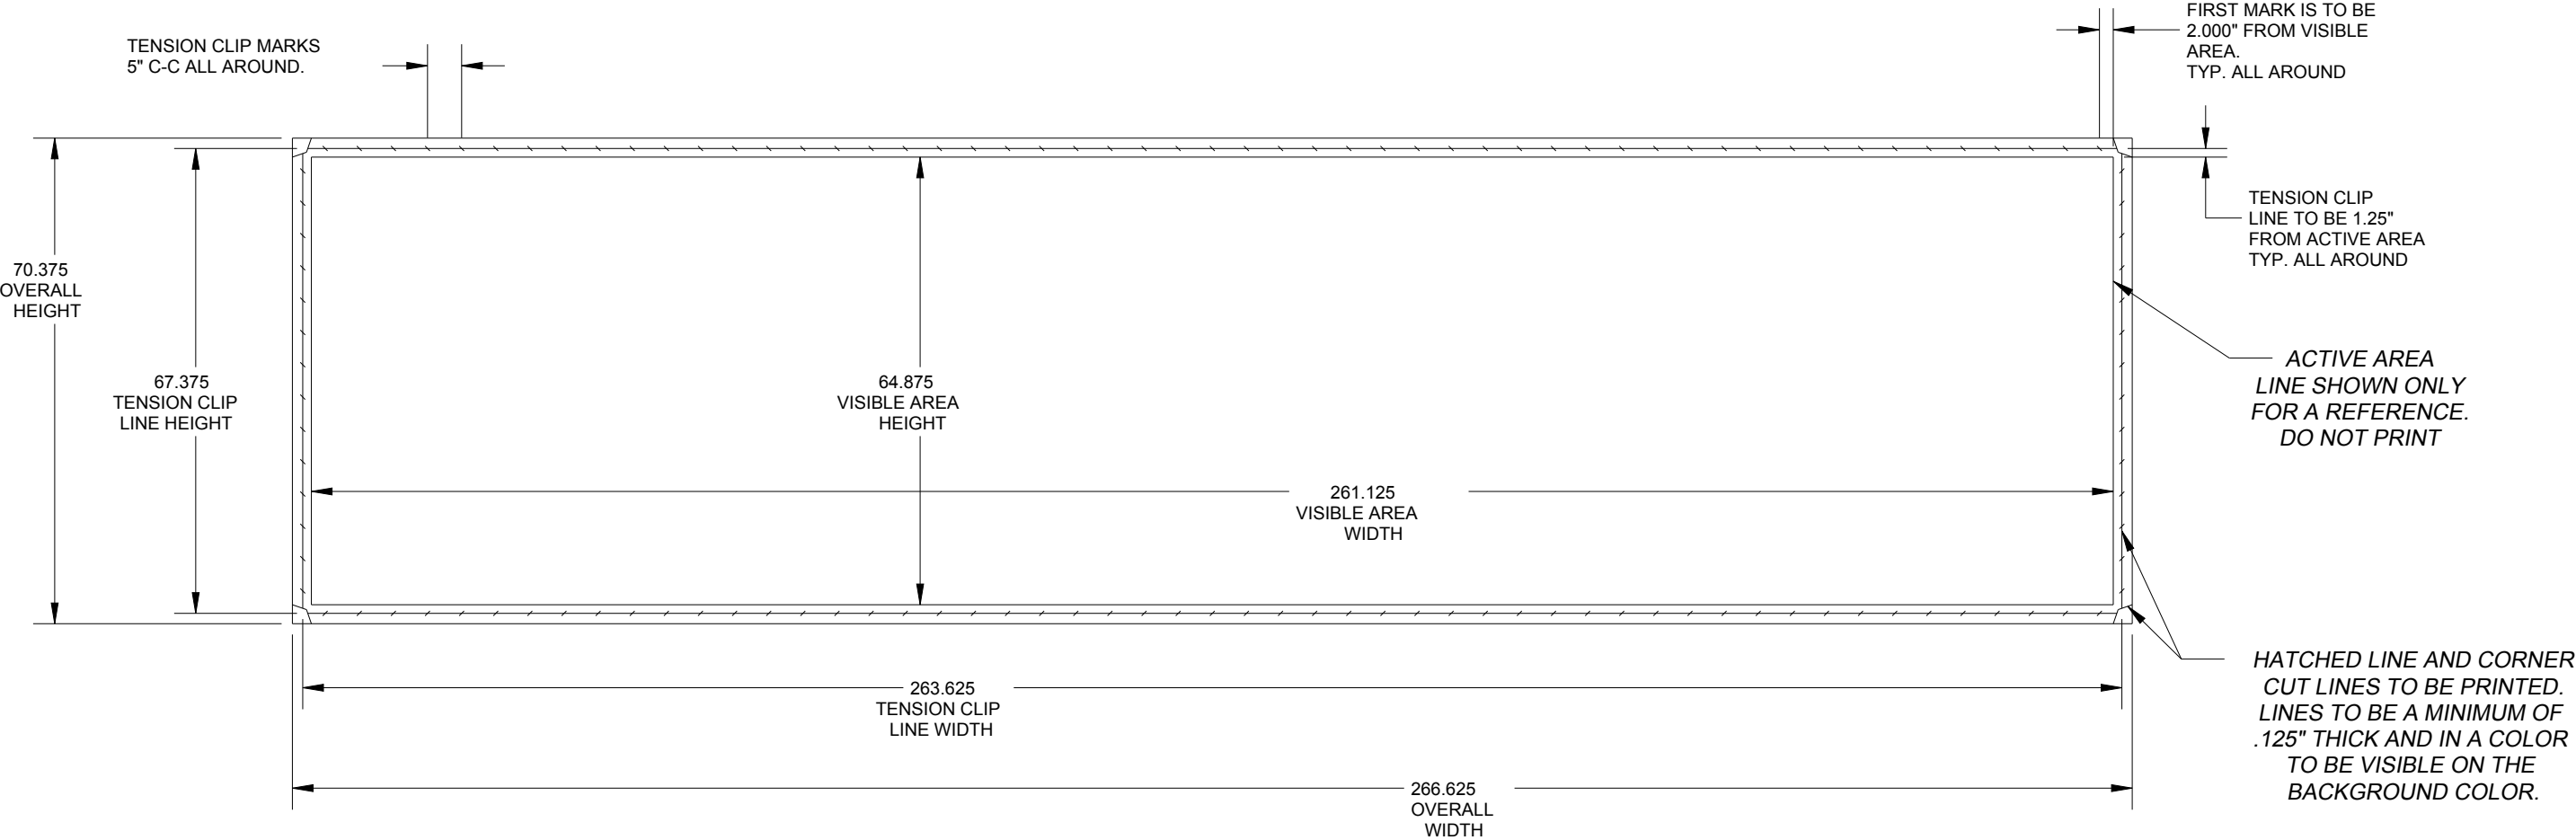 TENSION CLIP MARKS
5" C-C ALL AROUND.
FIRST MARK IS TO BE
2.000" FROM VISIBLE
AREA.
TYP. ALL AROUND
TENSION CLIP
LINE TO BE 1.25"
FROM ACTIVE AREA
TYP. ALL AROUND
70.375
OVERALL
HEIGHT
67.375
TENSION CLIP
LINE HEIGHT
64.875
VISIBLE AREA
HEIGHT
ACTIVE AREA
LINE SHOWN ONLY
FOR A REFERENCE.
DO NOT PRINT
261.125
VISIBLE AREA
WIDTH
HATCHED LINE AND CORNER
CUT LINES TO BE PRINTED.
LINES TO BE A MINIMUM OF
.125" THICK AND IN A COLOR
TO BE VISIBLE ON THE
BACKGROUND COLOR.
263.625
TENSION CLIP
LINE WIDTH
266.625
OVERALL
WIDTH